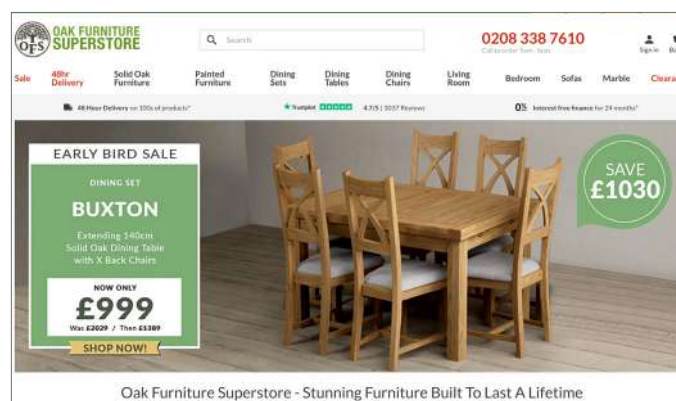 OFS
OAK FURNITURE
SUPERSTORE
Search
0208 338 7610
Sign in
Sale
48hr
Delivery
Solid Oak
Furniture
Painted
Furniture
Dining
Sets
Dining
Tables
Dining
Chairs
Living
Room
Bedroom
Sofas
Marble
Cleara
48 Hour Delivery on 100s of products*
Trustpilot
4.7/5 | 1037 Reviews
0% Interest free finance for 24 months*
EARLY BIRD SALE
DINING SET
BUXTON
Extending 140cm
Solid Oak Dining Table
with X Back Chairs
NOW ONLY
£999
Was £2029 / Then £1389
SHOP NOW!
SAVE
£1030
Oak Furniture Superstore - Stunning Furniture Built To Last A Lifetime